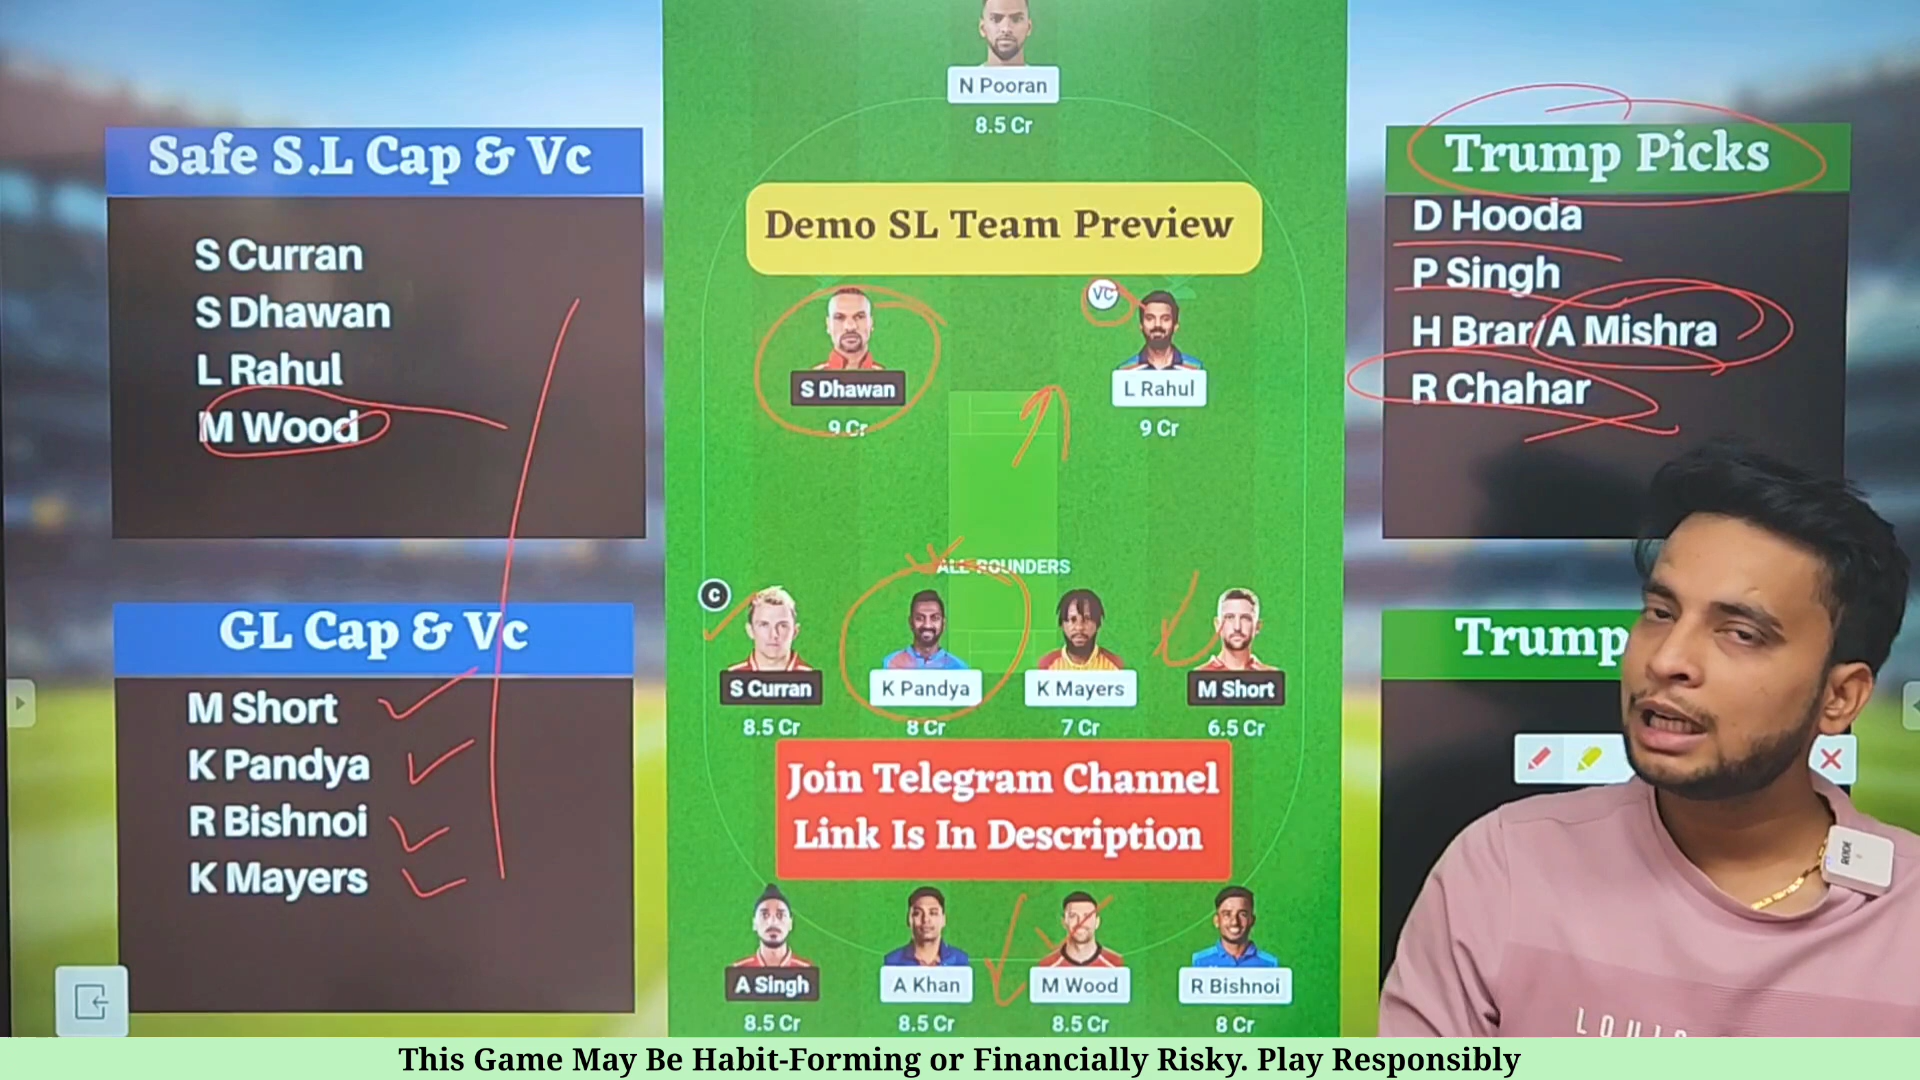 Safe S.L Cap & Vc
S Curran
S Dhawan
L Rahul
M Wood
GL Cap & Vc
M Short
K Pandya
R Bishnoi
K Mayers
N Pooran
8.5 Cr
Demo SL Team Preview
VC
S Dhawan
L Rahul
9 Cr
9 Cr
ALL-ROUNDERS
C
S Curran
K Pandya
K Mayers
M Short
8.5 Cr
8 Cr
7 Cr
6.5 Cr
Join Telegram Channel
Link Is In Description
A Singh
A Khan
M Wood
R Bishnoi
8.5 Cr
8.5 Cr
8.5 Cr
8 Cr
Trump Picks
D Hooda
P Singh
H Brar/A Mishra
R Chahar
Trump
RODE
This Game May Be Habit-Forming or Financially Risky. Play Responsibly